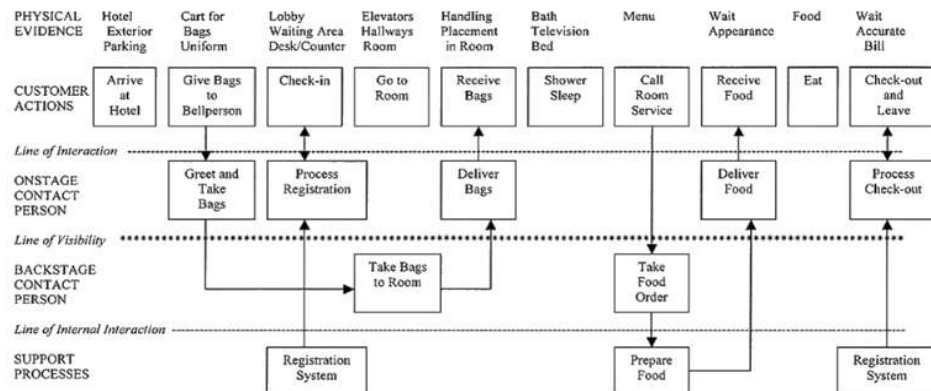 PHYSICAL
EVIDENCE
Hotel
Exterior
Parking
Cart for
Bags
Uniform
Lobby
Waiting Area
Desk/Counter
Elevators
Hallways
Room
Handling
Placement
in Room
Bath
Television
Bed
Menu
Wait
Appearance
Food
Wait
Accurate
Bill
CUSTOMER
ACTIONS
Arrive
at
Hotel
Give Bags
to
Bellperson
Check-in
Go to
Room
Receive
Bags
Shower
Sleep
Call
Room
Service
Receive
Food
Eat
Check-out
and
Leave
Line of Interaction
ONSTAGE
CONTACT
PERSON
Greet and
Take
Bags
Process
Registration
Deliver
Bags
Deliver
Food
Process
Check-out
Line of Visibility
BACKSTAGE
CONTACT
PERSON
Take Bags
to Room
Take
Food
Order
Line of Internal Interaction
SUPPORT
PROCESSES
Registration
System
Prepare
Food
Registration
System